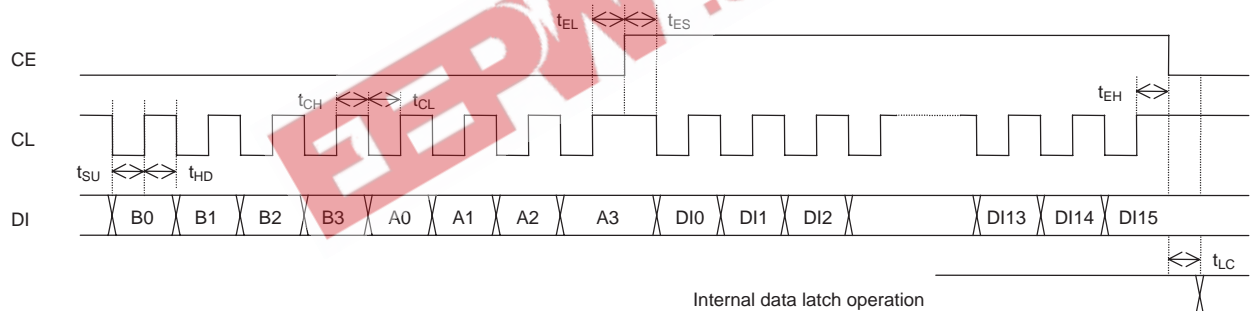 tEL tES
CE
tCH tCL tEH
CL
tSU tHD
DI B0 B1 B2 B3 A0 A1 A2 A3 DI0 DI1 DI2 DI13 DI14 DI15
tLC
Internal data latch operation
EEPW